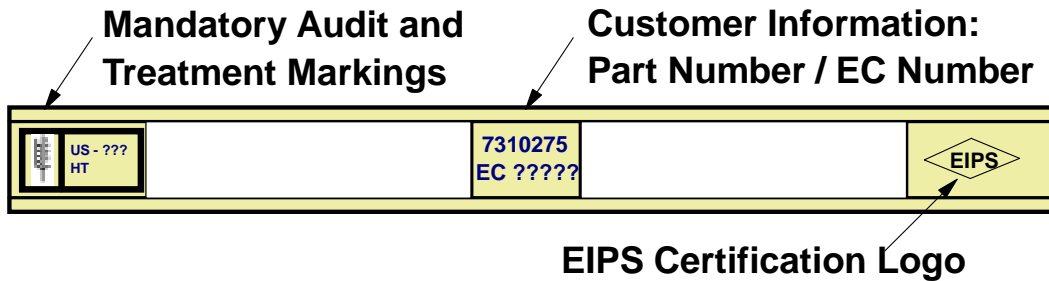 Mandatory Audit and
Treatment Markings
Customer Information:
Part Number / EC Number
US - ???
HT
7310275
EC ?????
EIPS
EIPS Certification Logo